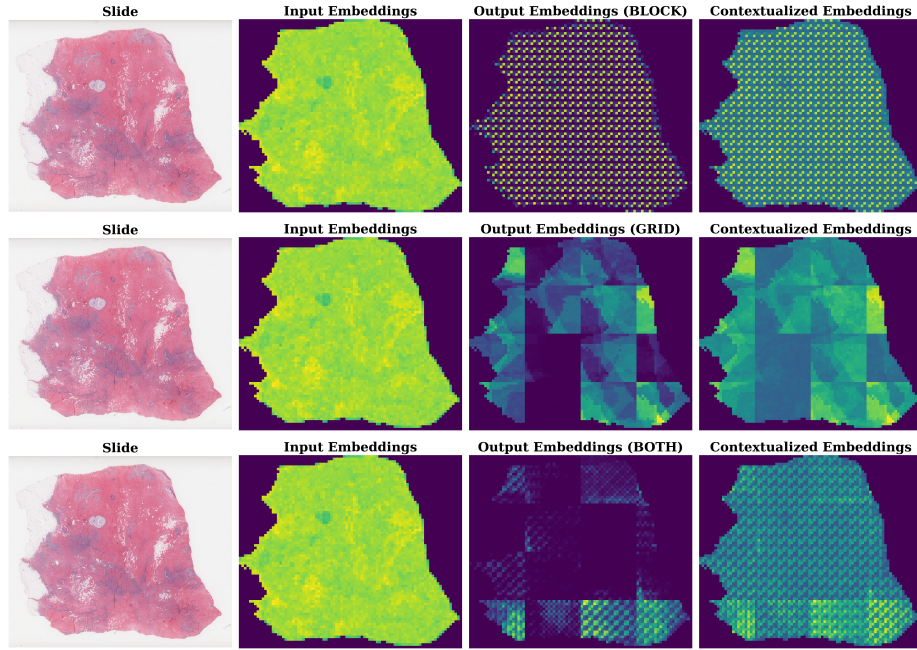 Slide Input Embeddings Output Embeddings (BLOCK) Contextualized Embeddings
Slide Input Embeddings Output Embeddings (GRID) Contextualized Embeddings
Slide Input Embeddings Output Embeddings (BOTH) Contextualized Embeddings